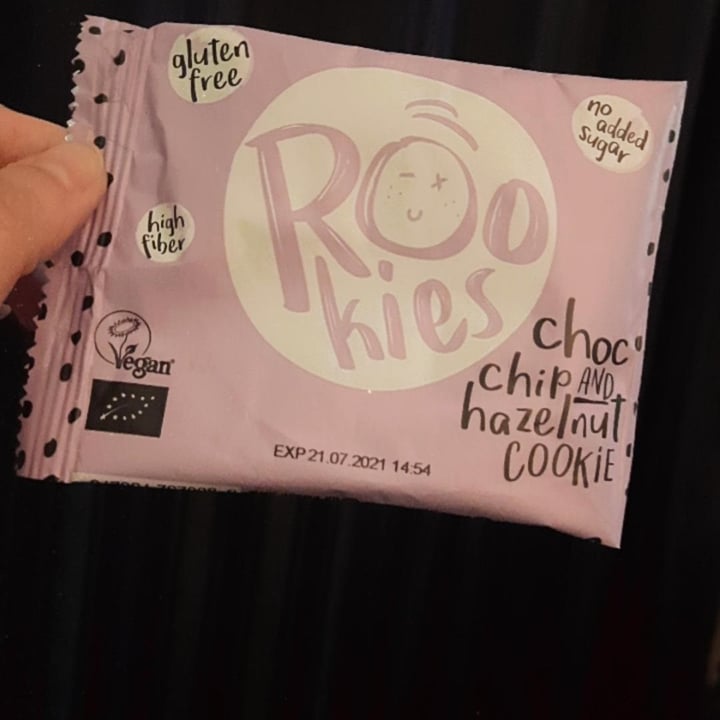 gluten
free
no
added
sugar
Roo
kies
high
fiber
Vegan
choc
chip AND
hazelnut
COOKiE
EXP 21.07.2021 14:54